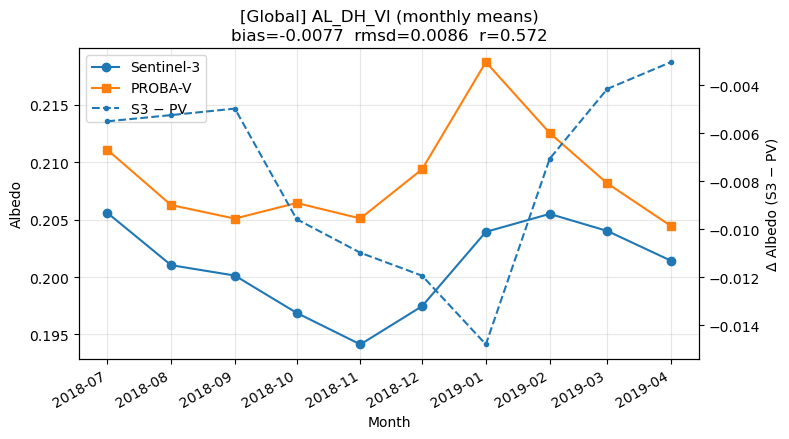 [Global] AL_DH_VI (monthly means)
bias=-0.0077  rmsd=0.0086  r=0.572
Sentinel-3
PROBA-V
S3 − PV
Albedo
0.215
0.210
0.205
0.200
0.195
−0.004
−0.006
−0.008
−0.010
−0.012
−0.014
Δ Albedo (S3 − PV)
2018-07
2018-08
2018-09
2018-10
2018-11
2018-12
2019-01
2019-02
2019-03
2019-04
Month